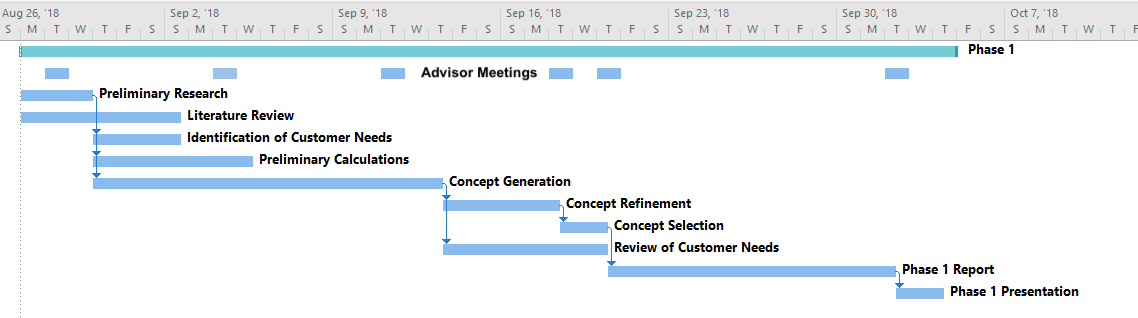 Aug 26, '18 Sep 2, '18 Sep 9, '18 Sep 16, '18 Sep 23, '18 Sep 30, '18 Oct 7, '18
S M T W T F S S M T W T F S S M T W T F S S M T W T F S S M T W T F S S M T W T F S S M T W T F
Phase 1
Advisor Meetings
Preliminary Research
Literature Review
Identification of Customer Needs
Preliminary Calculations
Concept Generation
Concept Refinement
Concept Selection
Review of Customer Needs
Phase 1 Report
Phase 1 Presentation